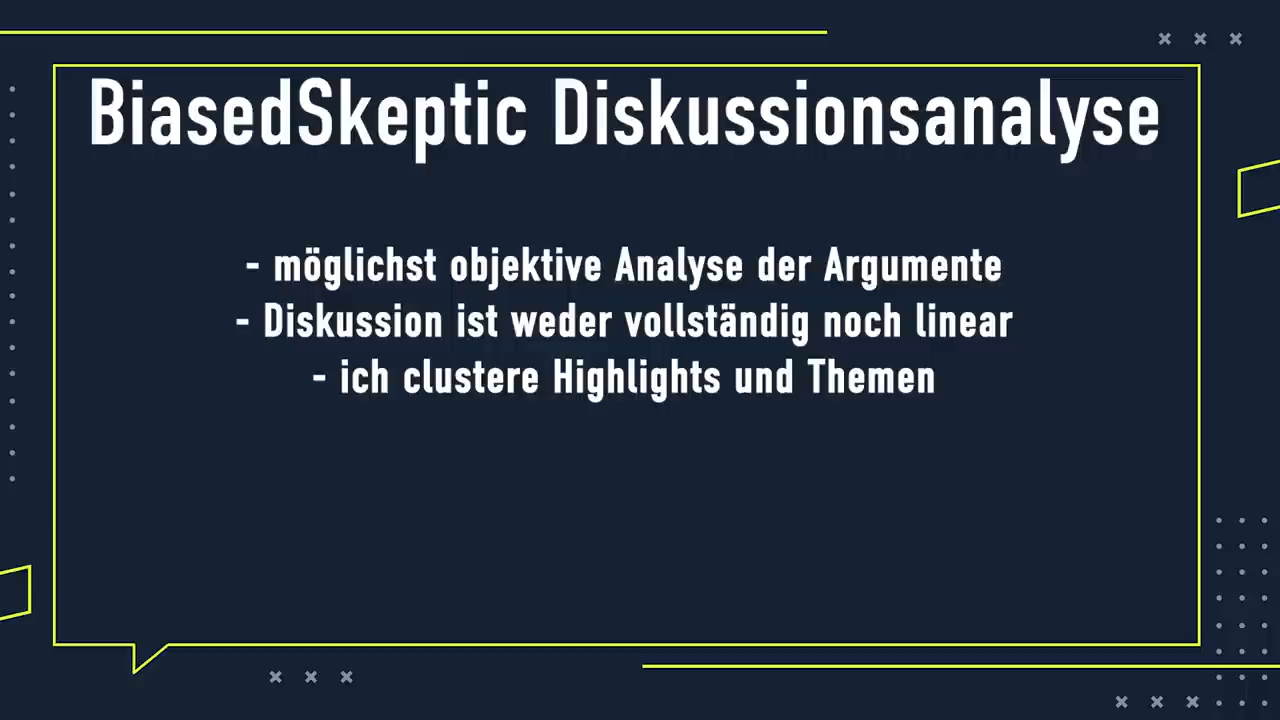 BiasedSkeptic Diskussionsanalyse
- möglichst objektive Analyse der Argumente
- Diskussion ist weder vollständig noch linear
- ich clustere Highlights und Themen